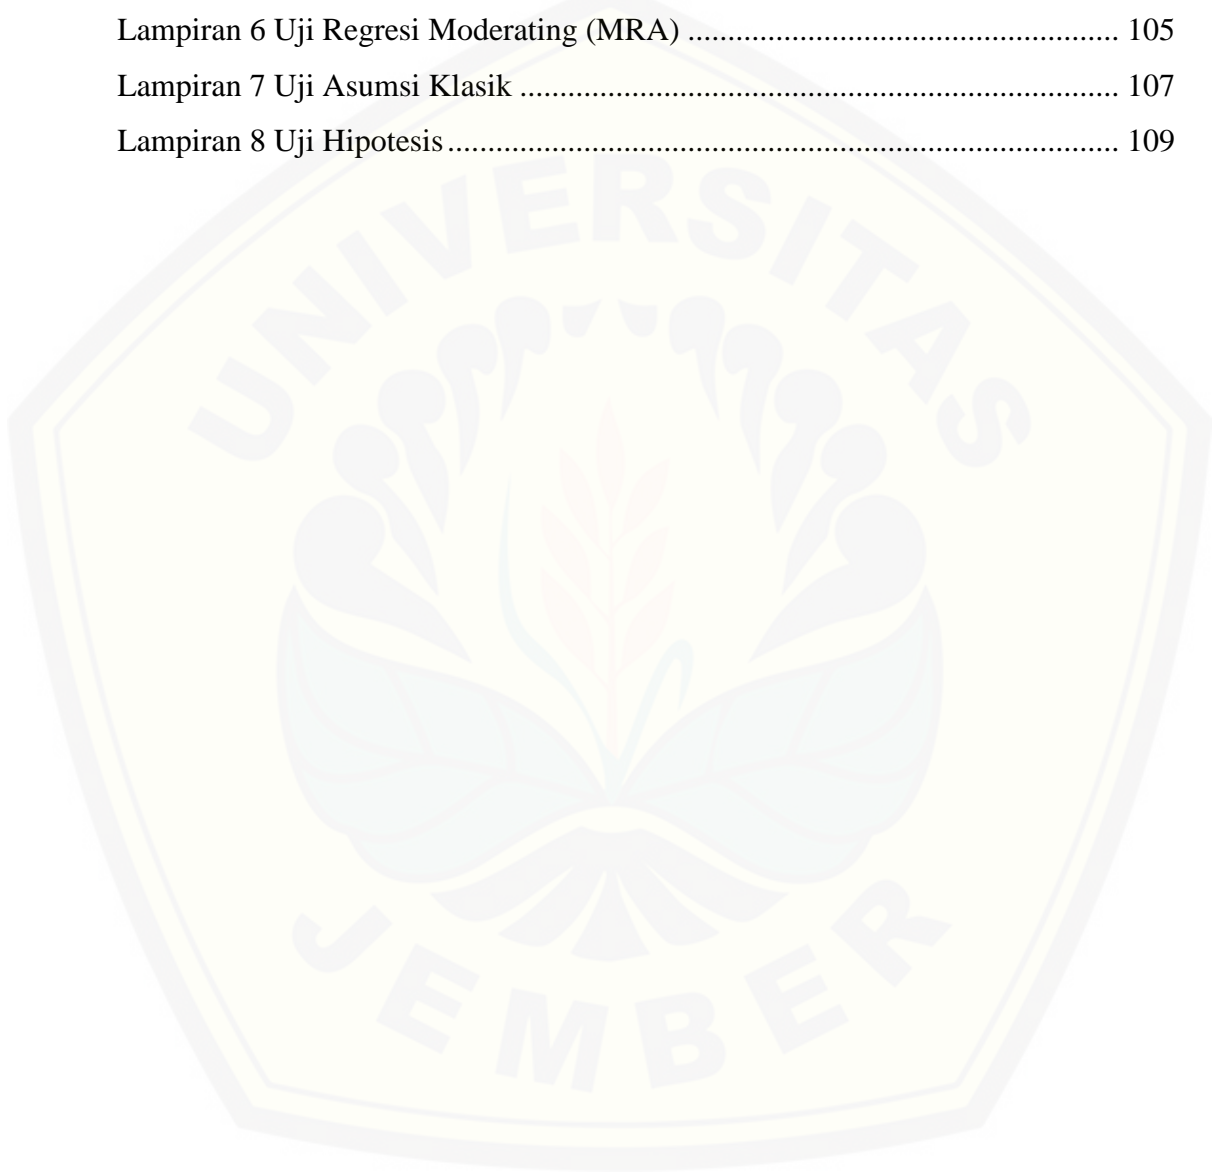 Lampiran 6 Uji Regresi Moderating (MRA) ...................................................... 105
Lampiran 7 Uji Asumsi Klasik ........................................................................... 107
Lampiran 8 Uji Hipotesis .................................................................................... 109
UNIVERSITAS
JEMBER